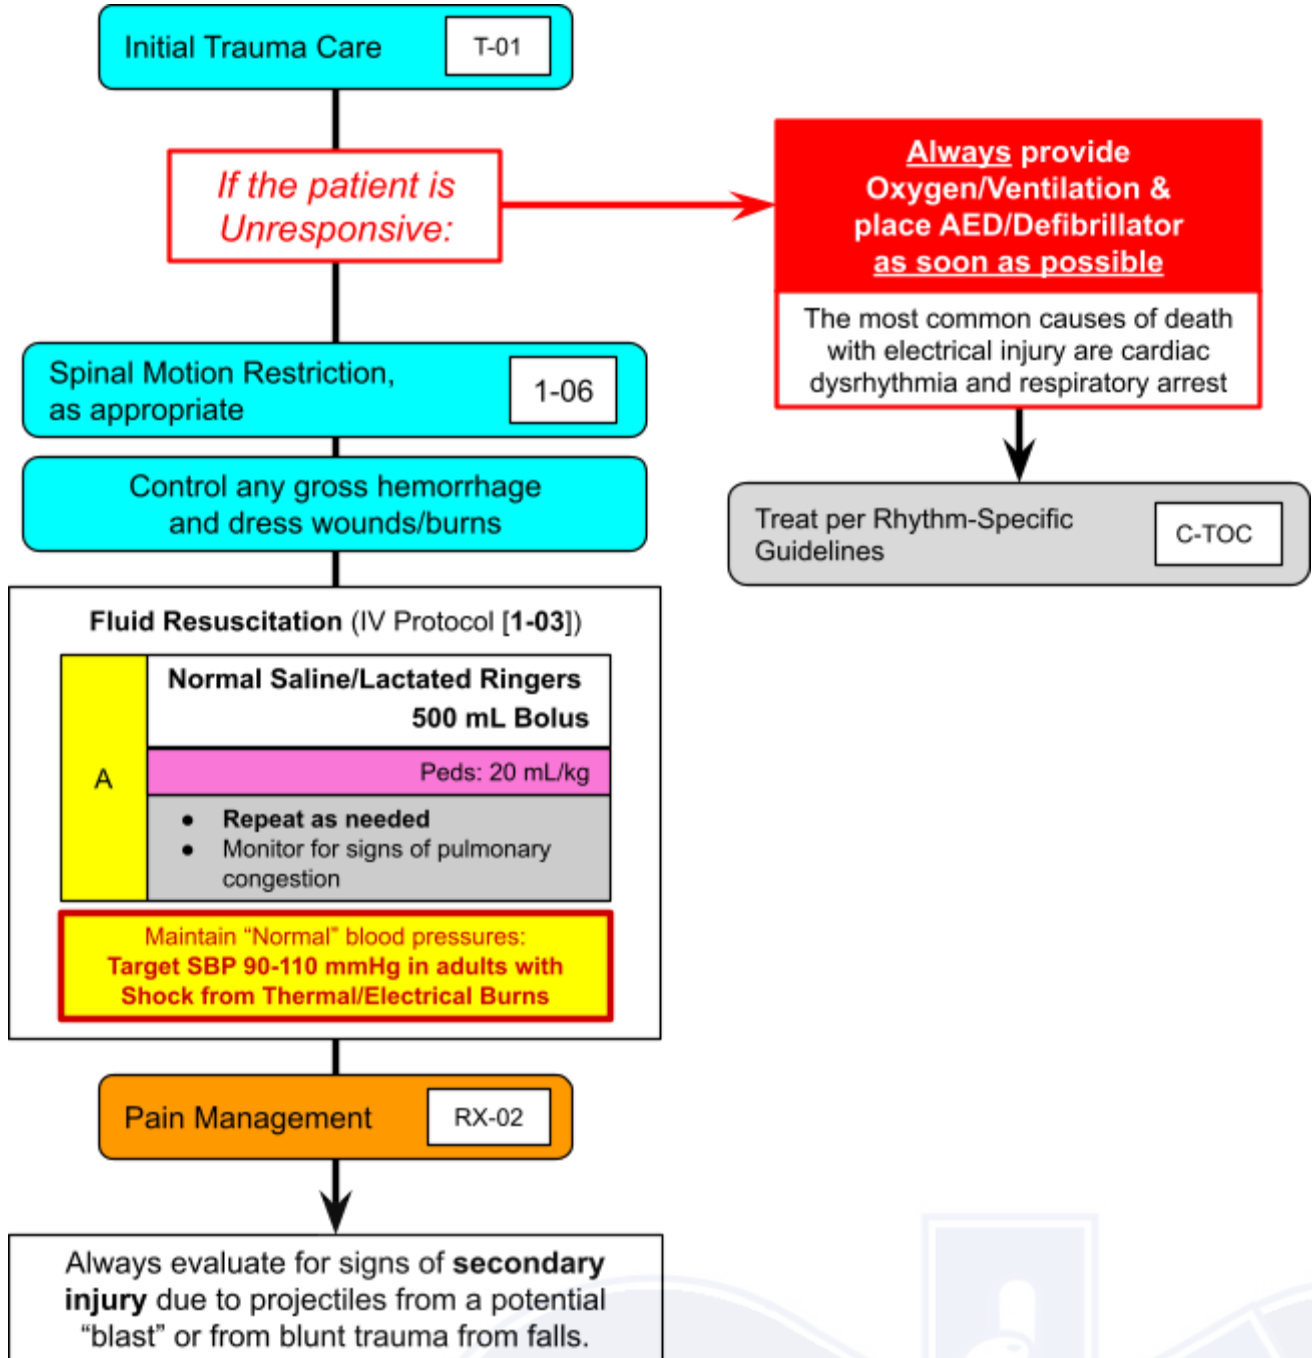 Initial Trauma Care
T-01
If the patient is
Unresponsive:
Always provide
Oxygen/Ventilation &
place AED/Defibrillator
as soon as possible
The most common causes of death
with electrical injury are cardiac
dysrhythmia and respiratory arrest
Treat per Rhythm-Specific
Guidelines
C-TOC
Spinal Motion Restriction,
as appropriate
1-06
Control any gross hemorrhage
and dress wounds/burns
Fluid Resuscitation (IV Protocol [1-03])
A
Normal Saline/Lactated Ringers
500 mL Bolus
Peds: 20 mL/kg
● Repeat as needed
● Monitor for signs of pulmonary
congestion
Maintain “Normal” blood pressures:
Target SBP 90-110 mmHg in adults with
Shock from Thermal/Electrical Burns
Pain Management
RX-02
Always evaluate for signs of secondary
injury due to projectiles from a potential
“blast” or from blunt trauma from falls.